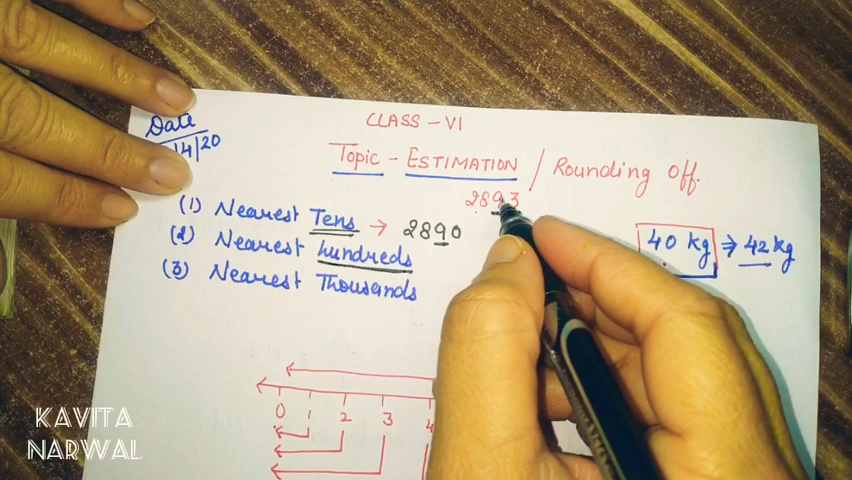 CLASS - VI
Date
14/20
Topic - ESTIMATION / Rounding Off.
2893
(1) Nearest Tens → 2890
(2) Nearest hundreds
(3) Nearest Thousands
40 kg ⇒ 42 kg
0 1 2 3 4
KAVITA
NARWAL